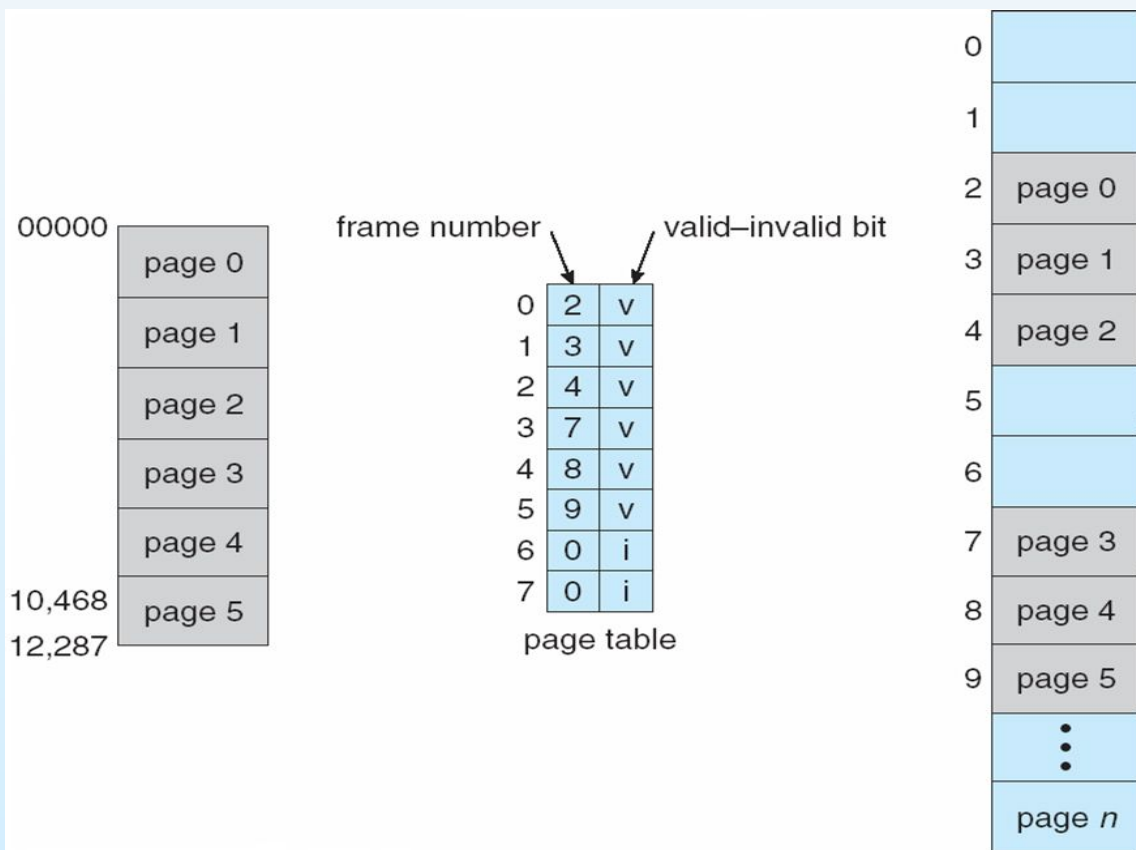 00000
page 0
page 1
page 2
page 3
page 4
10,468
page 5
12,287
frame number
valid–invalid bit
0 2 v
1 3 v
2 4 v
3 7 v
4 8 v
5 9 v
6 0 i
7 0 i
page table
0
1
2 page 0
3 page 1
4 page 2
5
6
7 page 3
8 page 4
9 page 5
page n